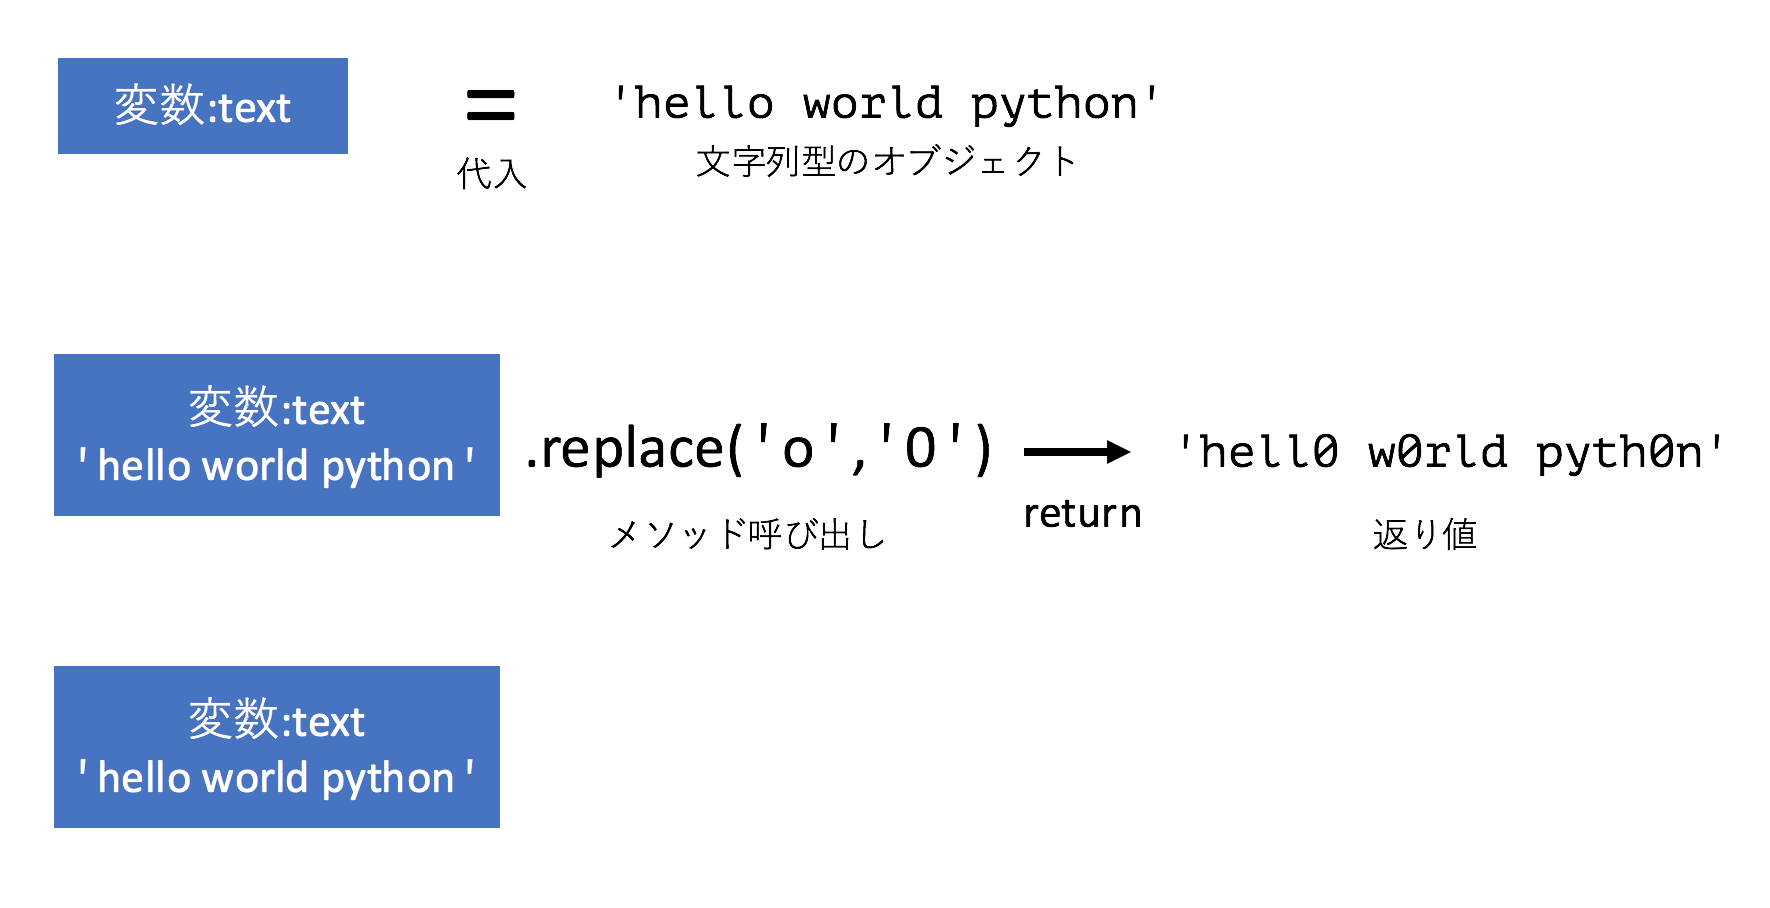 変数:text = 'hello world python'
代入 文字列型のオブジェクト
変数:text
'hello world python' .replace('o','0') 'hell0 w0rld pyth0n'
メソッド呼び出し return 返り値
変数:text
'hello world python'